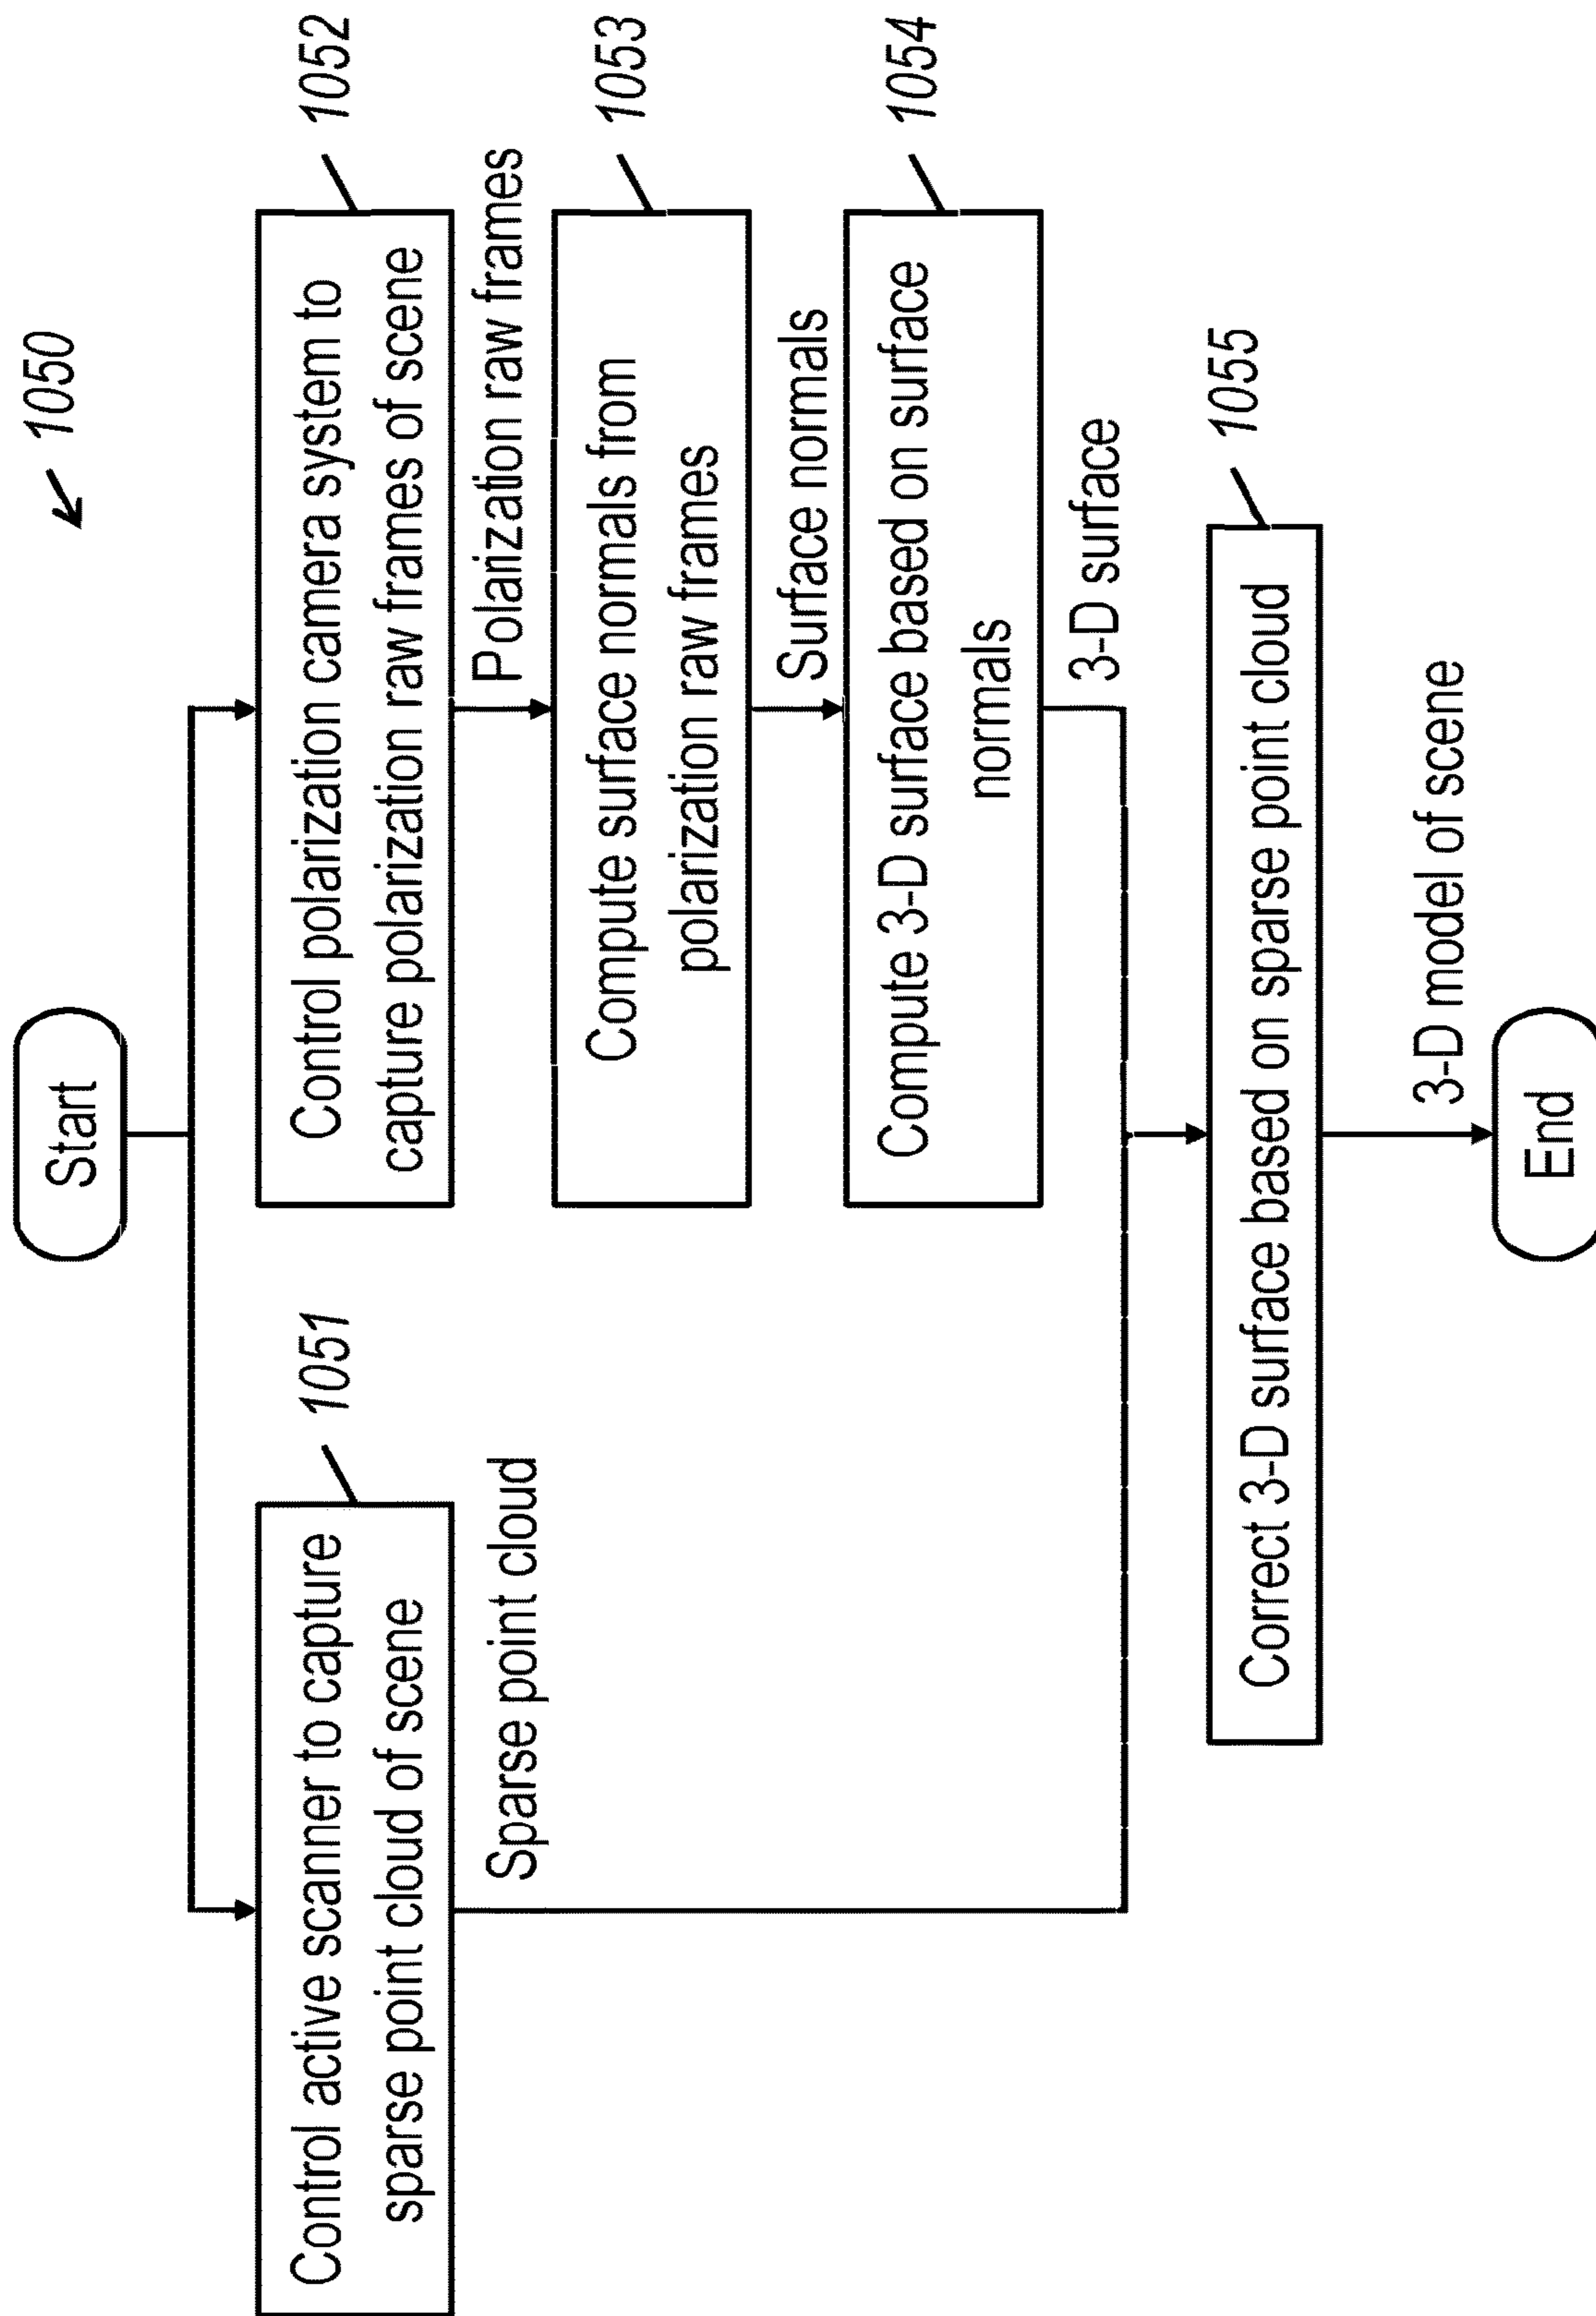 1050
Start
1051
Control active scanner to capture
sparse point cloud of scene
Sparse point cloud
1052
Control polarization camera system to
capture polarization raw frames of scene
Polarization raw frames
1053
Compute surface normals from
polarization raw frames
Surface normals
1054
Compute 3-D surface based on surface
normals
3-D surface
1055
Correct 3-D surface based on sparse point cloud
3-D model of scene
End